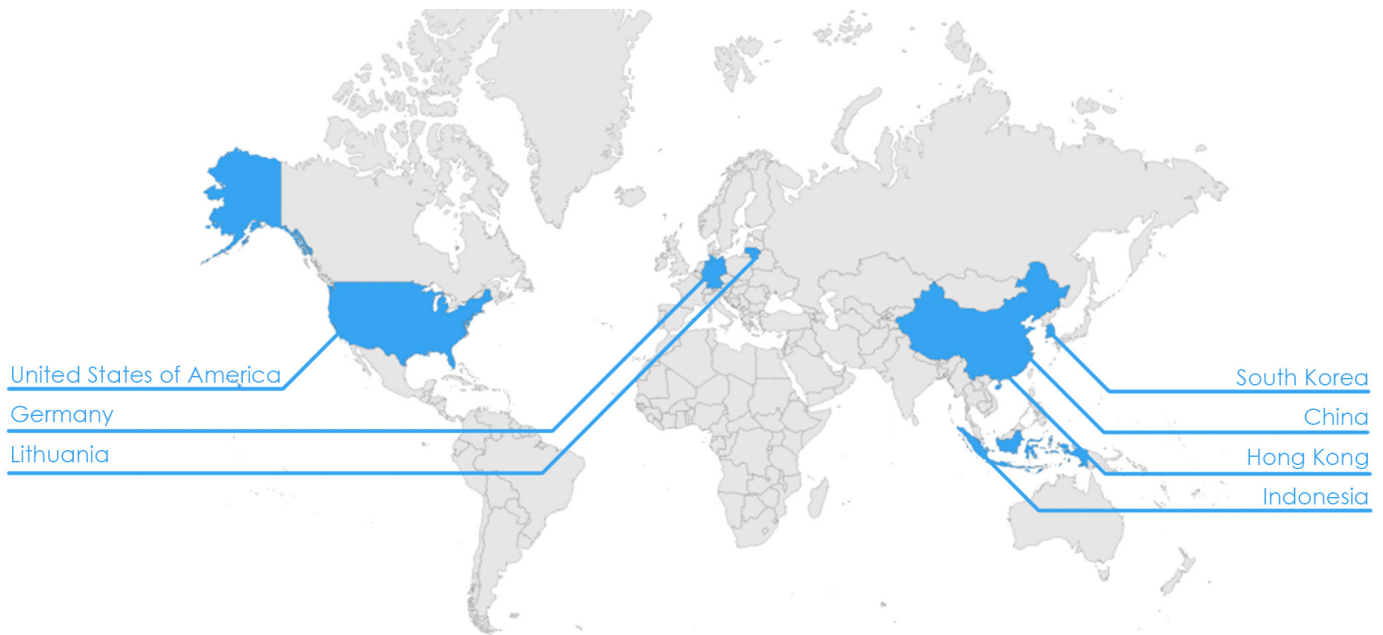 United States of America
Germany
Lithuania
South Korea
China
Hong Kong
Indonesia